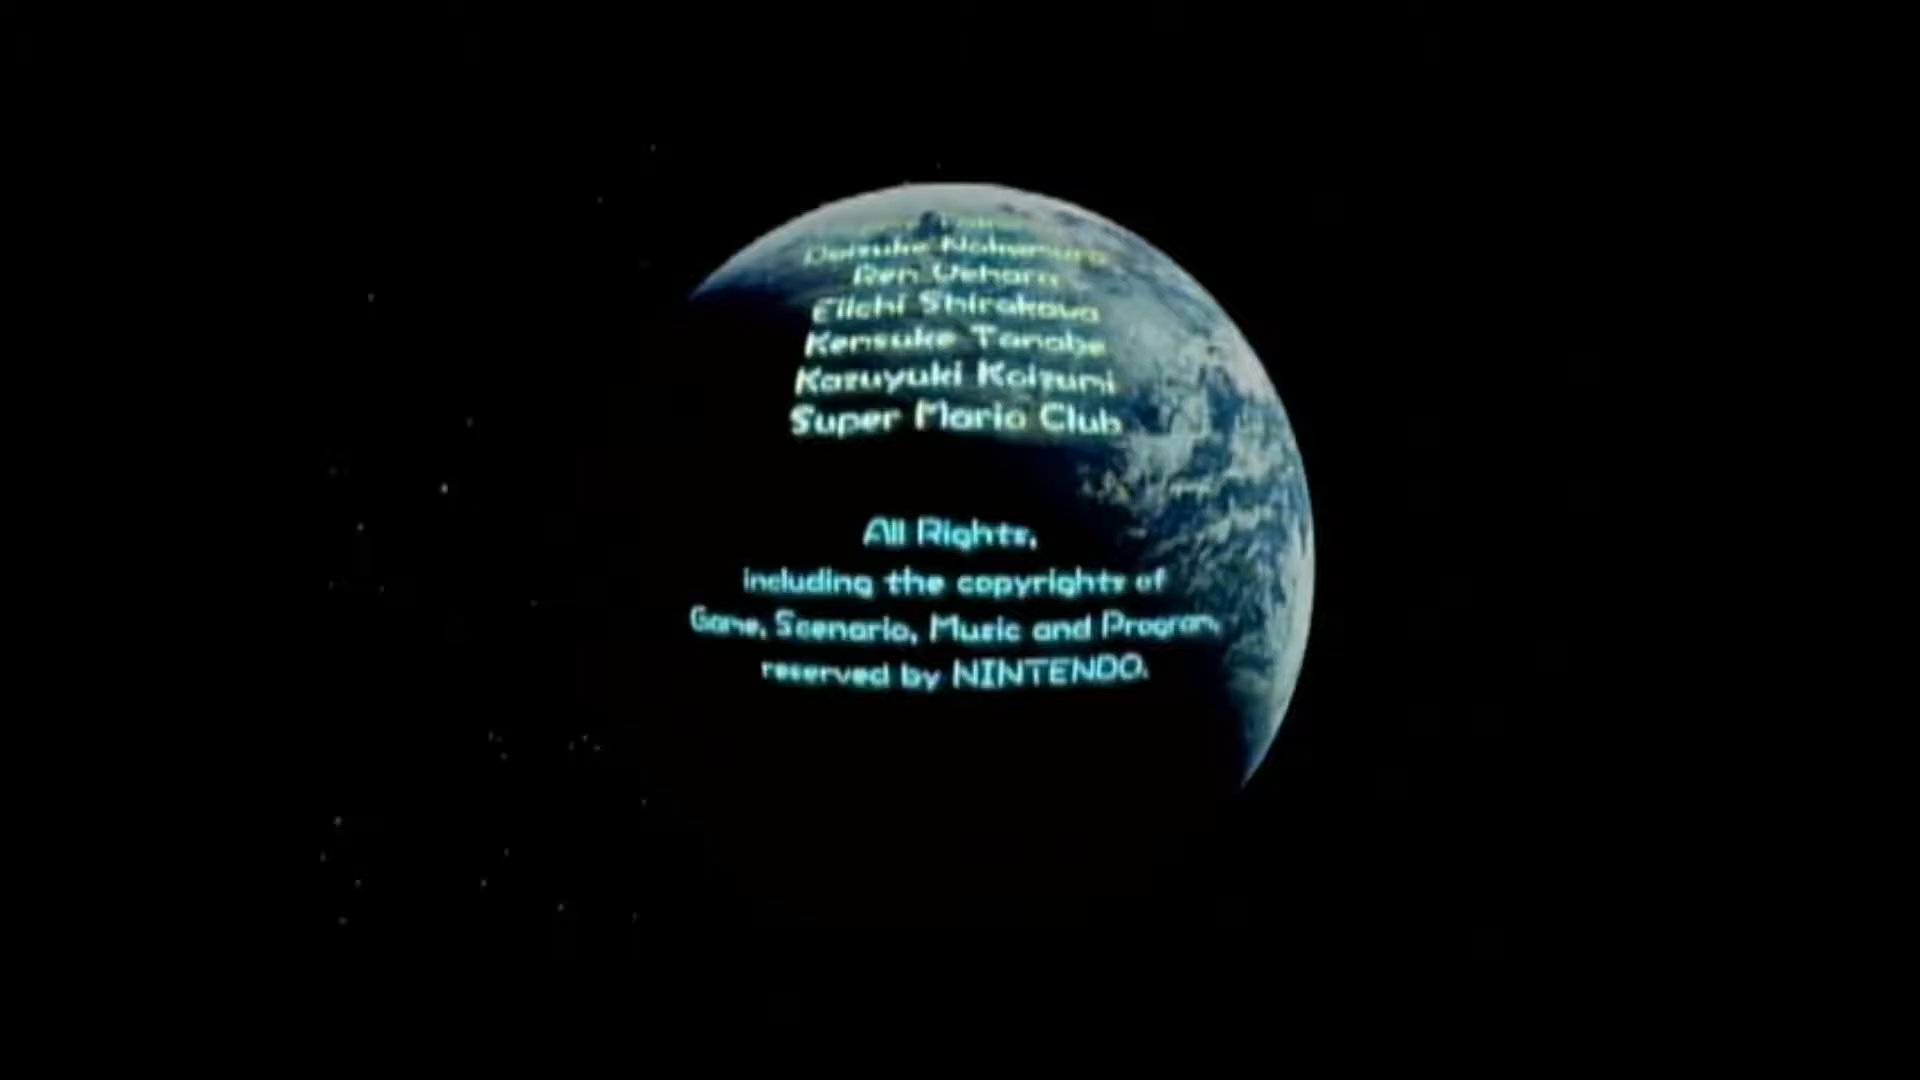 Daizuke Nakamura
Ren Uehara
Eiichi Shirakawa
Kensuke Tanabe
Kazuyuki Koizumi
Super Mario Club
All Rights,
including the copyrights of
Game, Scenario, Music and Program,
reserved by NINTENDO.